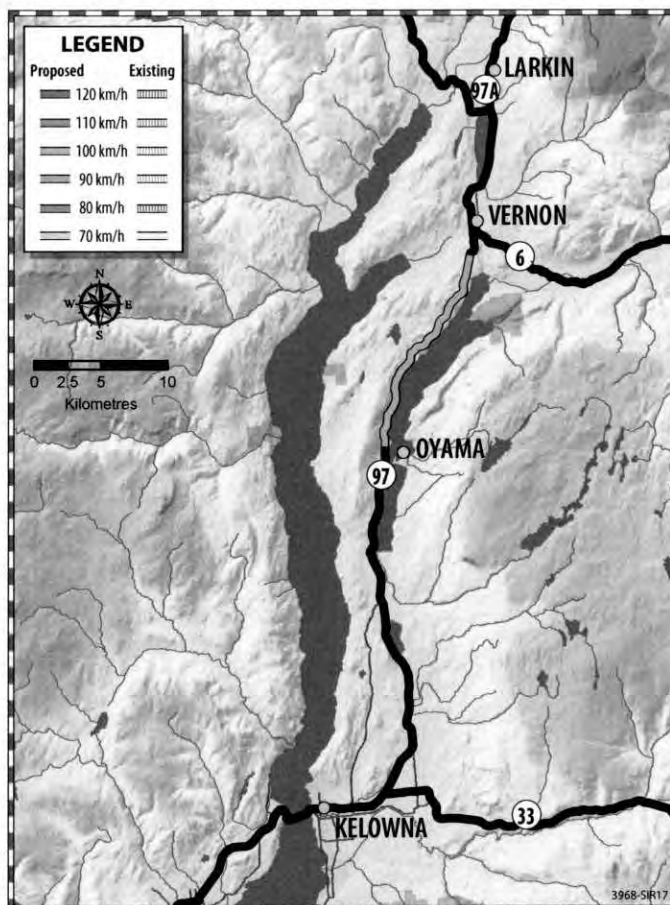 LEGEND
Proposed Existing
120 km/h
110 km/h
100 km/h
90 km/h
80 km/h
70 km/h
N
W E
S
0 2.5 5 10
Kilometres
LARKIN
97A
VERNON
6
OYAMA
97
KELOWNA
33
3968-SIR17